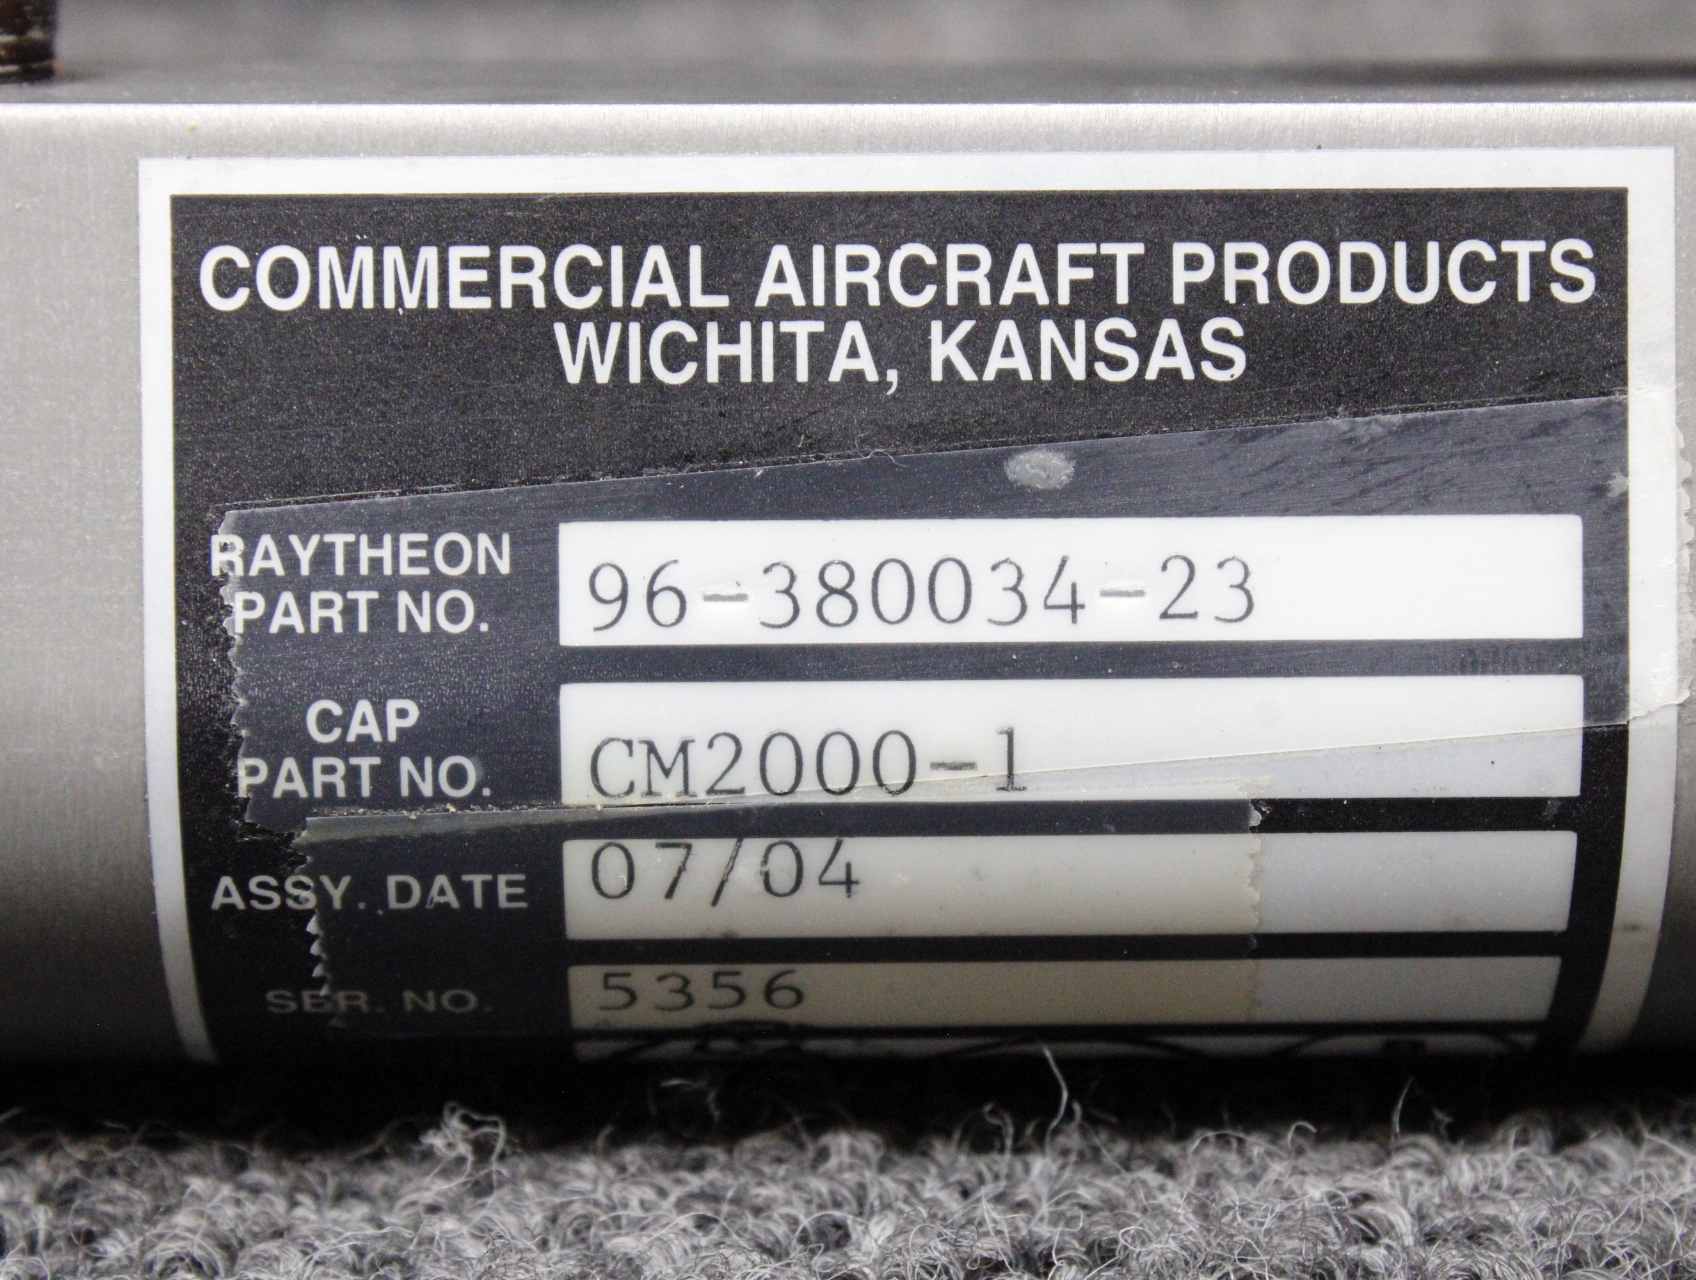 COMMERCIAL AIRCRAFT PRODUCTS
WICHITA, KANSAS
RAYTHEON
PART NO.
96-380034-23
CAP
PART NO.
CM2000-1
ASSY. DATE
07/04
SER. NO.
5356